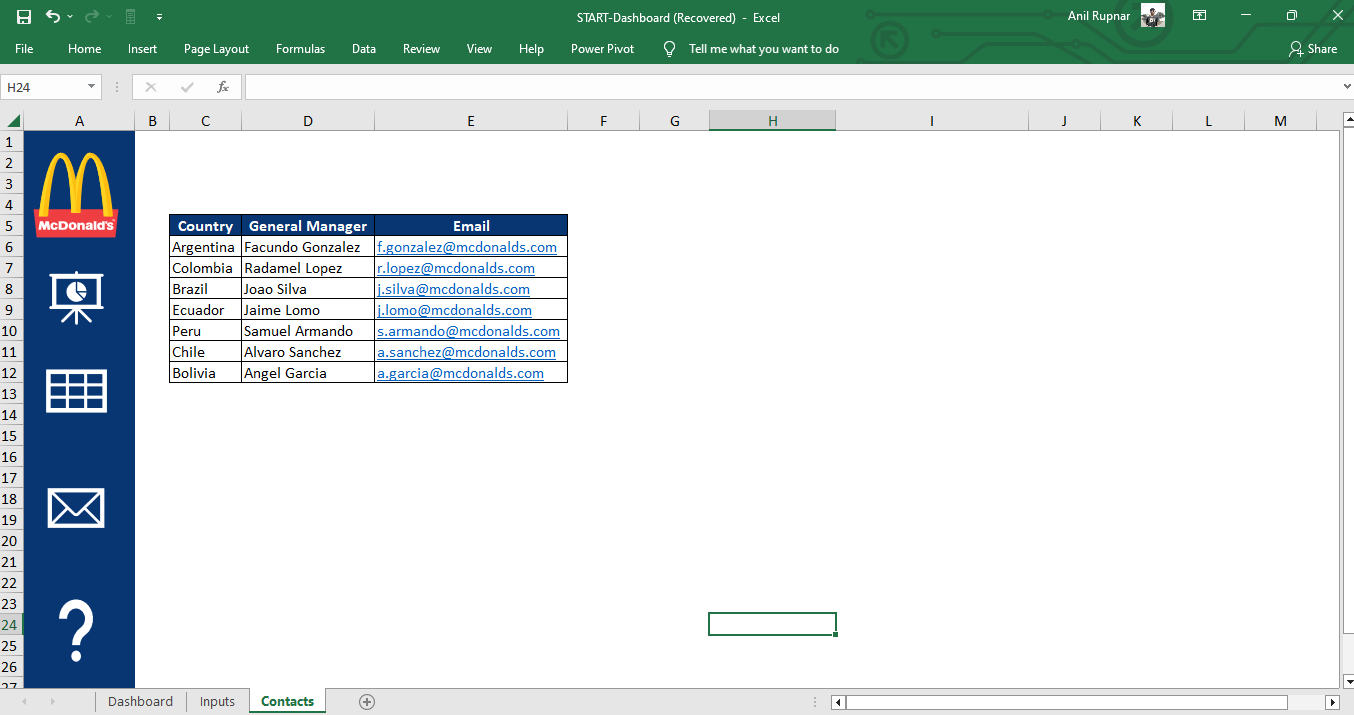 START-Dashboard (Recovered) - Excel
Anil Rupnar
File Home Insert Page Layout Formulas Data Review View Help Power Pivot Tell me what you want to do Share
H24 fx
A B C D E F G H I J K L M
1
2
3
4
McDonald's
5 Country General Manager Email
6 Argentina Facundo Gonzalez f.gonzalez@mcdonalds.com
7 Colombia Radamel Lopez r.lopez@mcdonalds.com
8 Brazil Joao Silva j.silva@mcdonalds.com
9 Ecuador Jaime Lomo j.lomo@mcdonalds.com
10 Peru Samuel Armando s.armando@mcdonalds.com
11 Chile Alvaro Sanchez a.sanchez@mcdonalds.com
12 Bolivia Angel Garcia a.garcia@mcdonalds.com
13
14
15
16
17
18
19
20
21
22
23
24
?
25
26
27
Dashboard Inputs Contacts